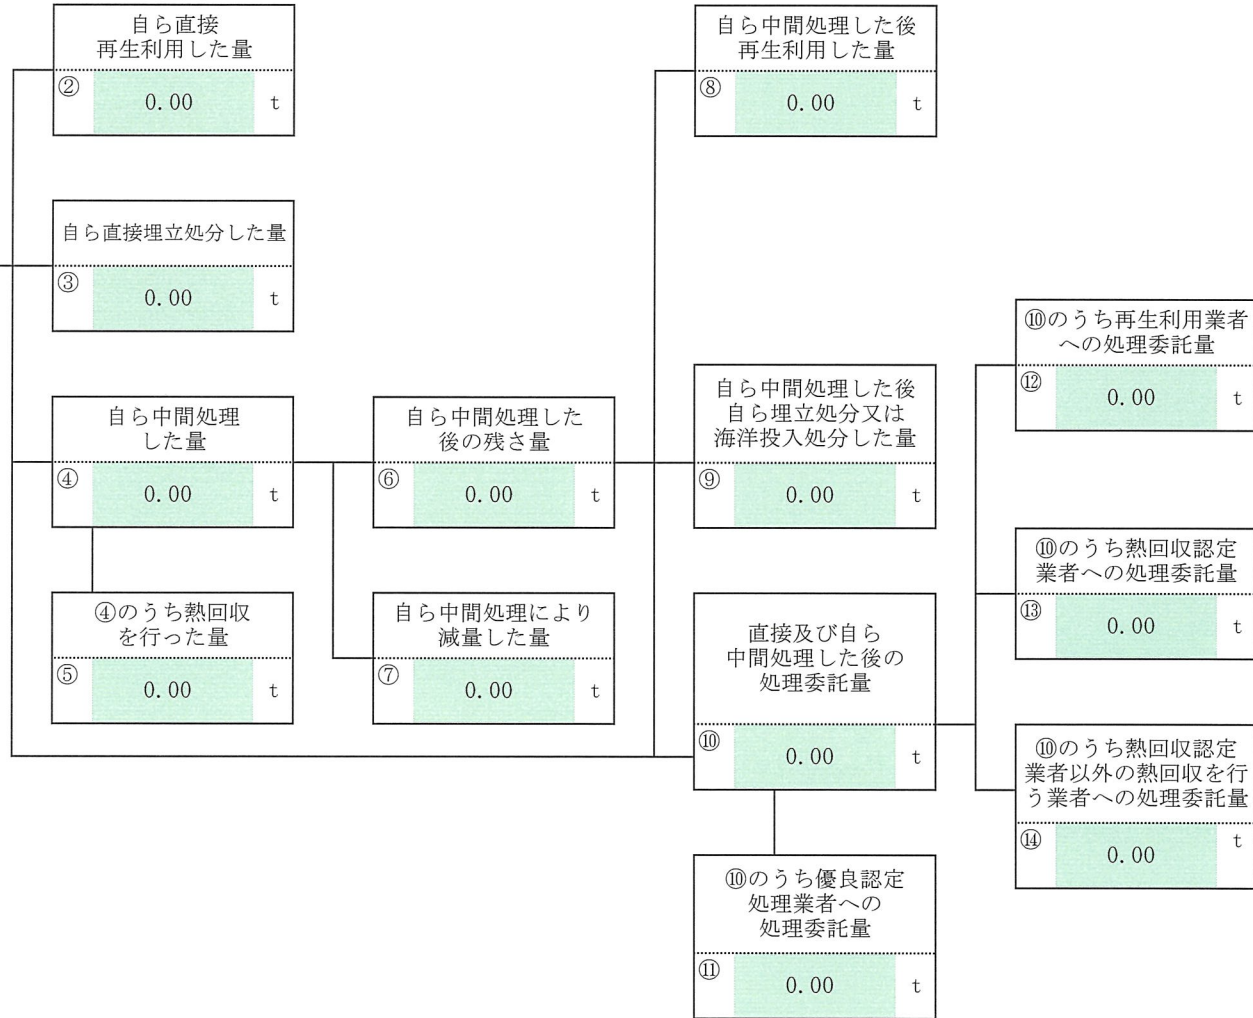 自ら直接
再生利用した量
② 0.00 t
自ら直接埋立処分した量
③ 0.00 t
自ら中間処理
した量
④ 0.00 t
④のうち熱回収
を行った量
⑤ 0.00 t
自ら中間処理した
後の残さ量
⑥ 0.00 t
自ら中間処理により
減量した量
⑦ 0.00 t
自ら中間処理した後
再生利用した量
⑧ 0.00 t
自ら中間処理した後
自ら埋立処分又は
海洋投入処分した量
⑨ 0.00 t
直接及び自ら
中間処理した後の
処理委託量
⑩ 0.00 t
⑩のうち優良認定
処理業者への
処理委託量
⑪ 0.00 t
⑩のうち再生利用業者
への処理委託量
⑫ 0.00 t
⑩のうち熱回収認定
業者への処理委託量
⑬ 0.00 t
⑩のうち熱回収認定
業者以外の熱回収を行
う業者への処理委託量
⑭ 0.00 t